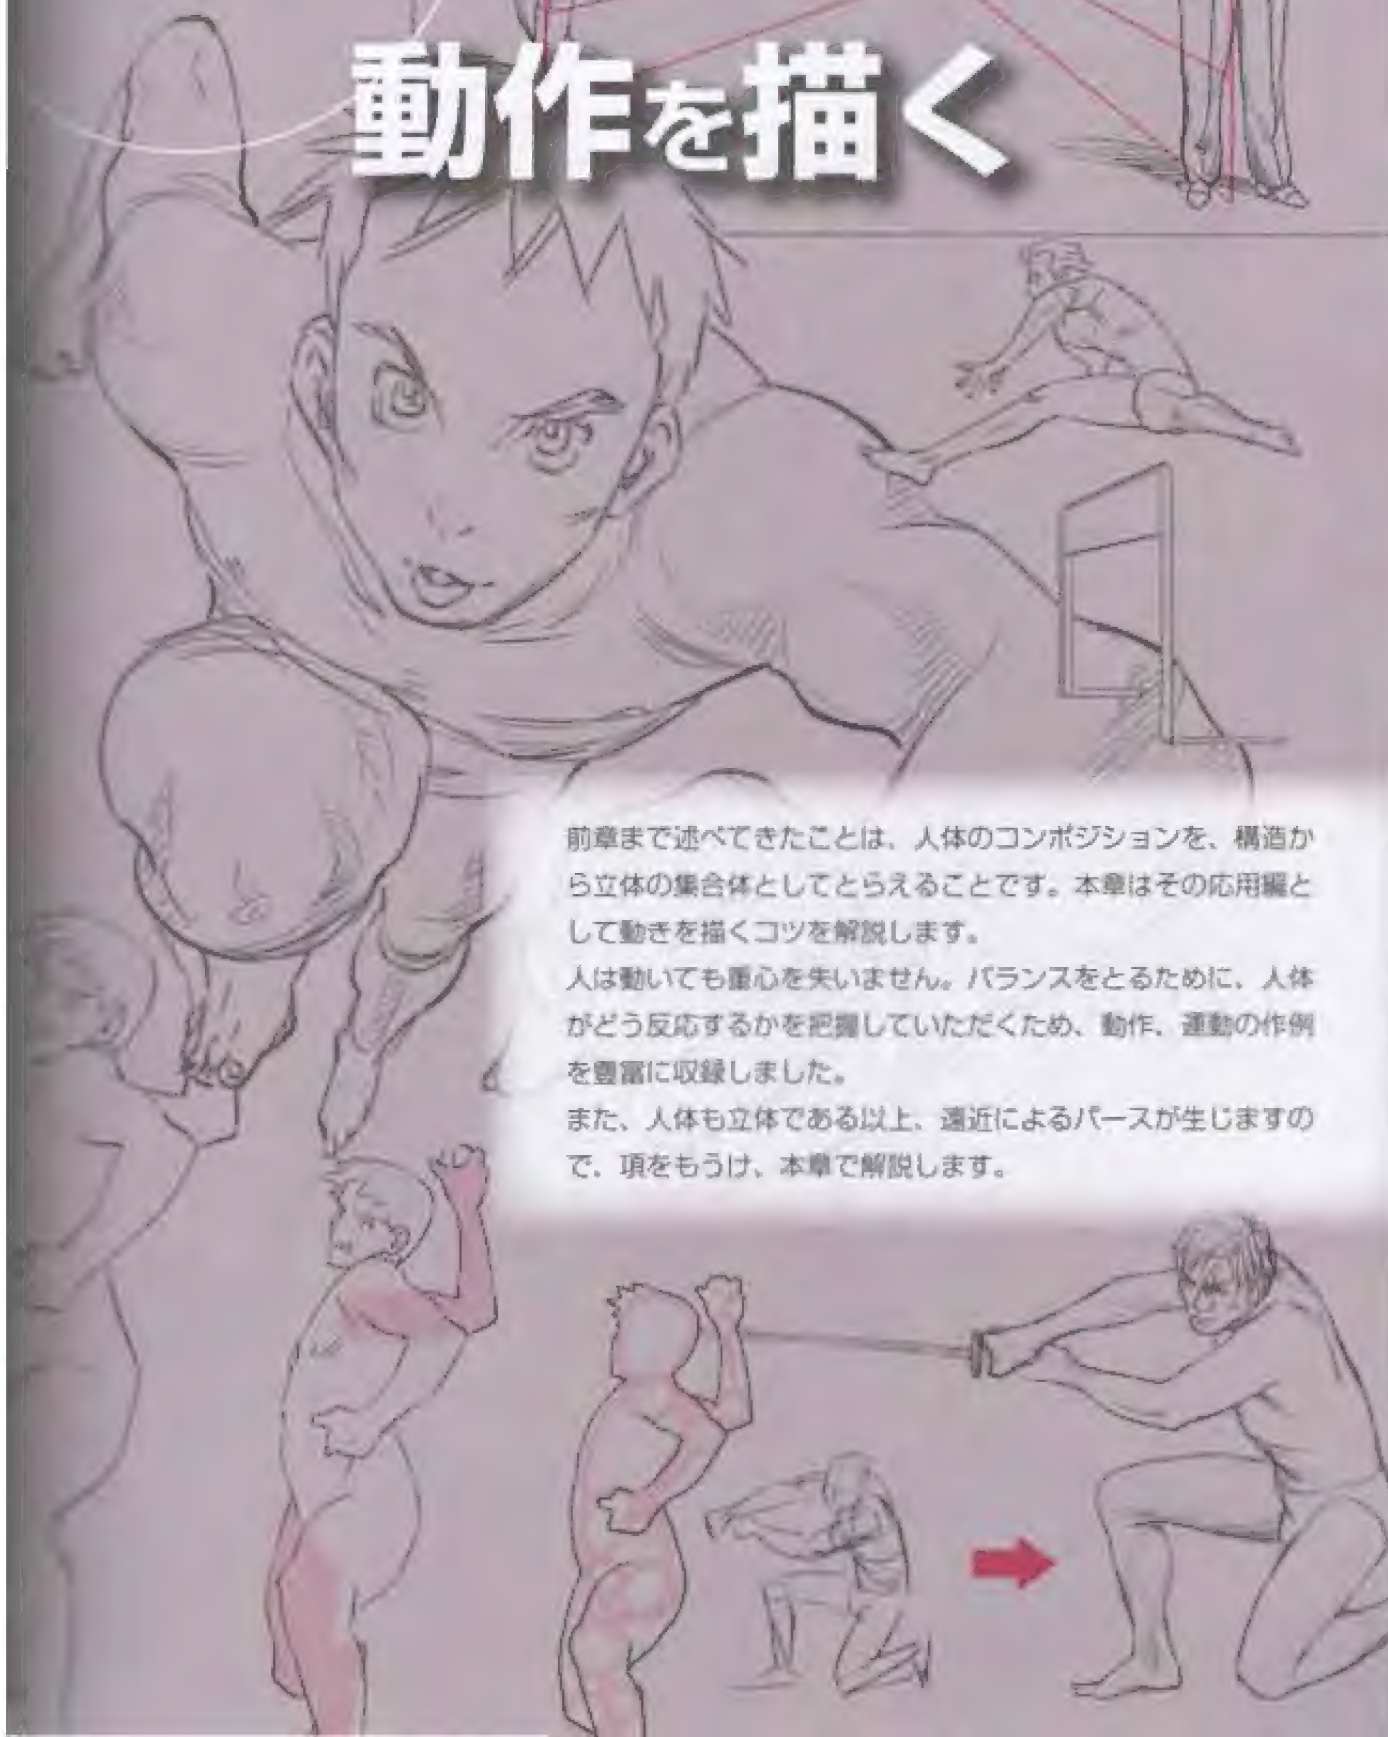 動作を描く
前章まで述べてきたことは、人体のコンポジションを、構造か
ら立体の集合体としてとらえることです。本章はその応用編と
して動きを描くコツを解説します。
人は動いても重心を失いません。バランスをとるために、人体
がどう反応するかを把握していただくため、動作、運動の作例
を豊富に収録しました。
また、人体も立体である以上、遠近によるパースが生じますの
で、項をもうけ、本章で解説します。